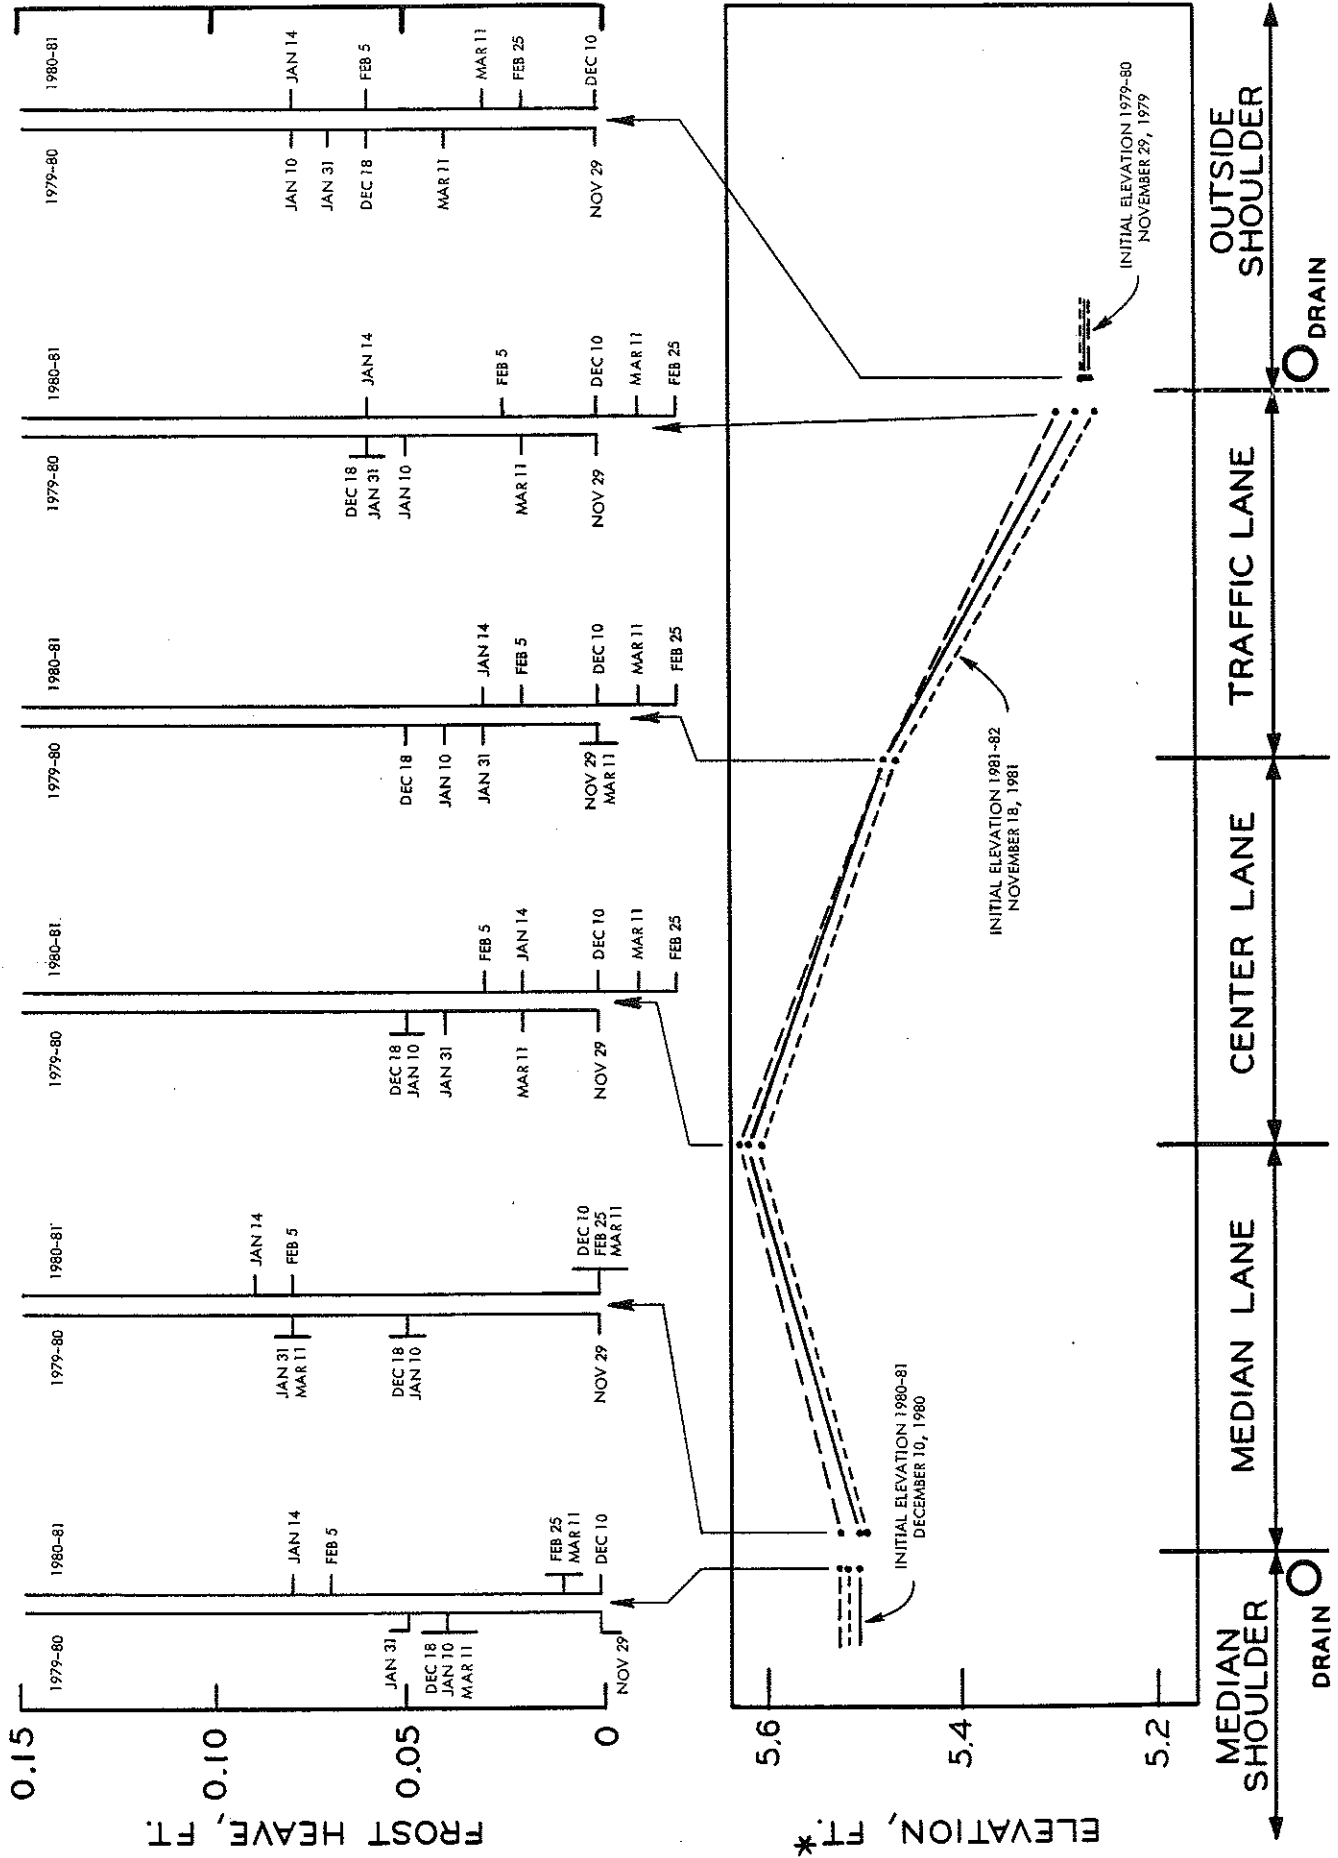 0.15
0.10
0.05
0
FROST HEAVE, FT.
1979-80
JAN 31
DEC 18
JAN 10
MAR 11
NOV 29
1980-81
JAN 14
FEB 5
FEB 25
MAR 11
DEC 10
1979-80
JAN 31
MAR 11
DEC 18
JAN 10
NOV 29
1980-81
JAN 14
FEB 5
DEC 10
FEB 25
MAR 11
1979-80
DEC 18
JAN 10
JAN 31
MAR 11
NOV 29
1980-81
FEB 5
JAN 14
DEC 10
MAR 11
FEB 25
1979-80
DEC 18
JAN 10
JAN 31
NOV 29
MAR 11
1980-81
JAN 14
FEB 5
DEC 10
MAR 11
FEB 25
1979-80
DEC 18
JAN 31
JAN 10
MAR 11
NOV 29
1980-81
JAN 14
FEB 5
DEC 10
MAR 11
FEB 25
1979-80
JAN 10
JAN 31
DEC 18
MAR 11
NOV 29
1980-81
JAN 14
FEB 5
MAR 11
FEB 25
DEC 10
5.6
5.4
5.2
ELEVATION, FT.*
INITIAL ELEVATION 1980-81
DECEMBER 10, 1980
INITIAL ELEVATION 1981-82
NOVEMBER 18, 1981
INITIAL ELEVATION 1979-80
NOVEMBER 29, 1979
MEDIAN
SHOULDER
MEDIAN LANE
CENTER LANE
TRAFFIC LANE
OUTSIDE
SHOULDER
DRAIN
DRAIN